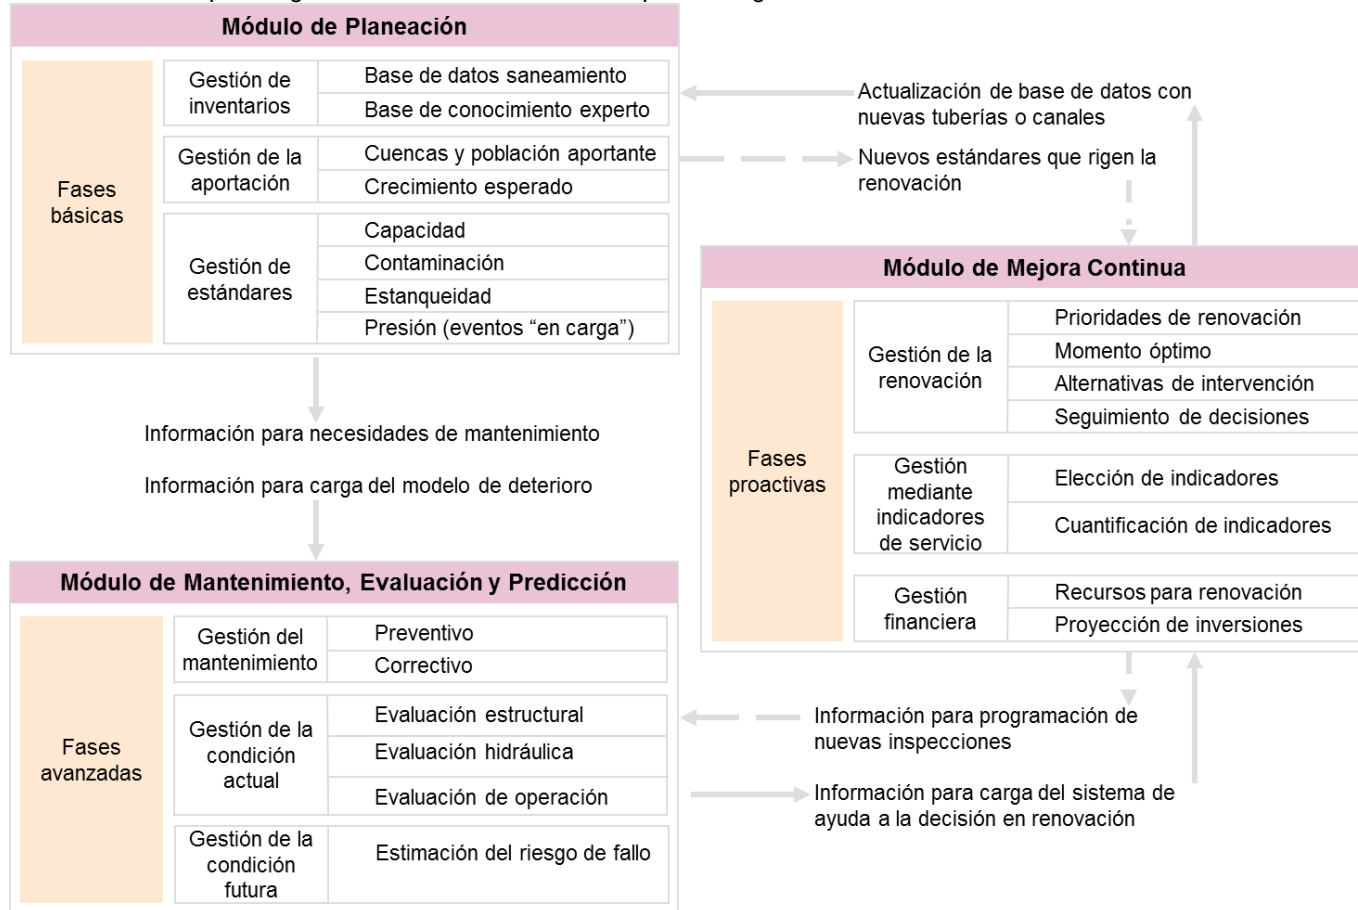 Módulo de Planeación
Fases
básicas
Gestión de
inventarios
Base de datos saneamiento
Base de conocimiento experto
Gestión de la
aportación
Cuencas y población aportante
Crecimiento esperado
Gestión de
estándares
Capacidad
Contaminación
Estanqueidad
Presión (eventos “en carga”)
Actualización de base de datos con
nuevas tuberías o canales
Nuevos estándares que rigen la
renovación
Información para necesidades de mantenimiento
Información para carga del modelo de deterioro
Módulo de Mejora Continua
Fases
proactivas
Gestión de la
renovación
Prioridades de renovación
Momento óptimo
Alternativas de intervención
Seguimiento de decisiones
Gestión
mediante
indicadores
de servicio
Elección de indicadores
Cuantificación de indicadores
Gestión
financiera
Recursos para renovación
Proyección de inversiones
Módulo de Mantenimiento, Evaluación y Predicción
Fases
avanzadas
Gestión del
mantenimiento
Preventivo
Correctivo
Gestión de la
condición
actual
Evaluación estructural
Evaluación hidráulica
Evaluación de operación
Gestión de la
condición
futura
Estimación del riesgo de fallo
Información para programación de
nuevas inspecciones
Información para carga del sistema de
ayuda a la decisión en renovación